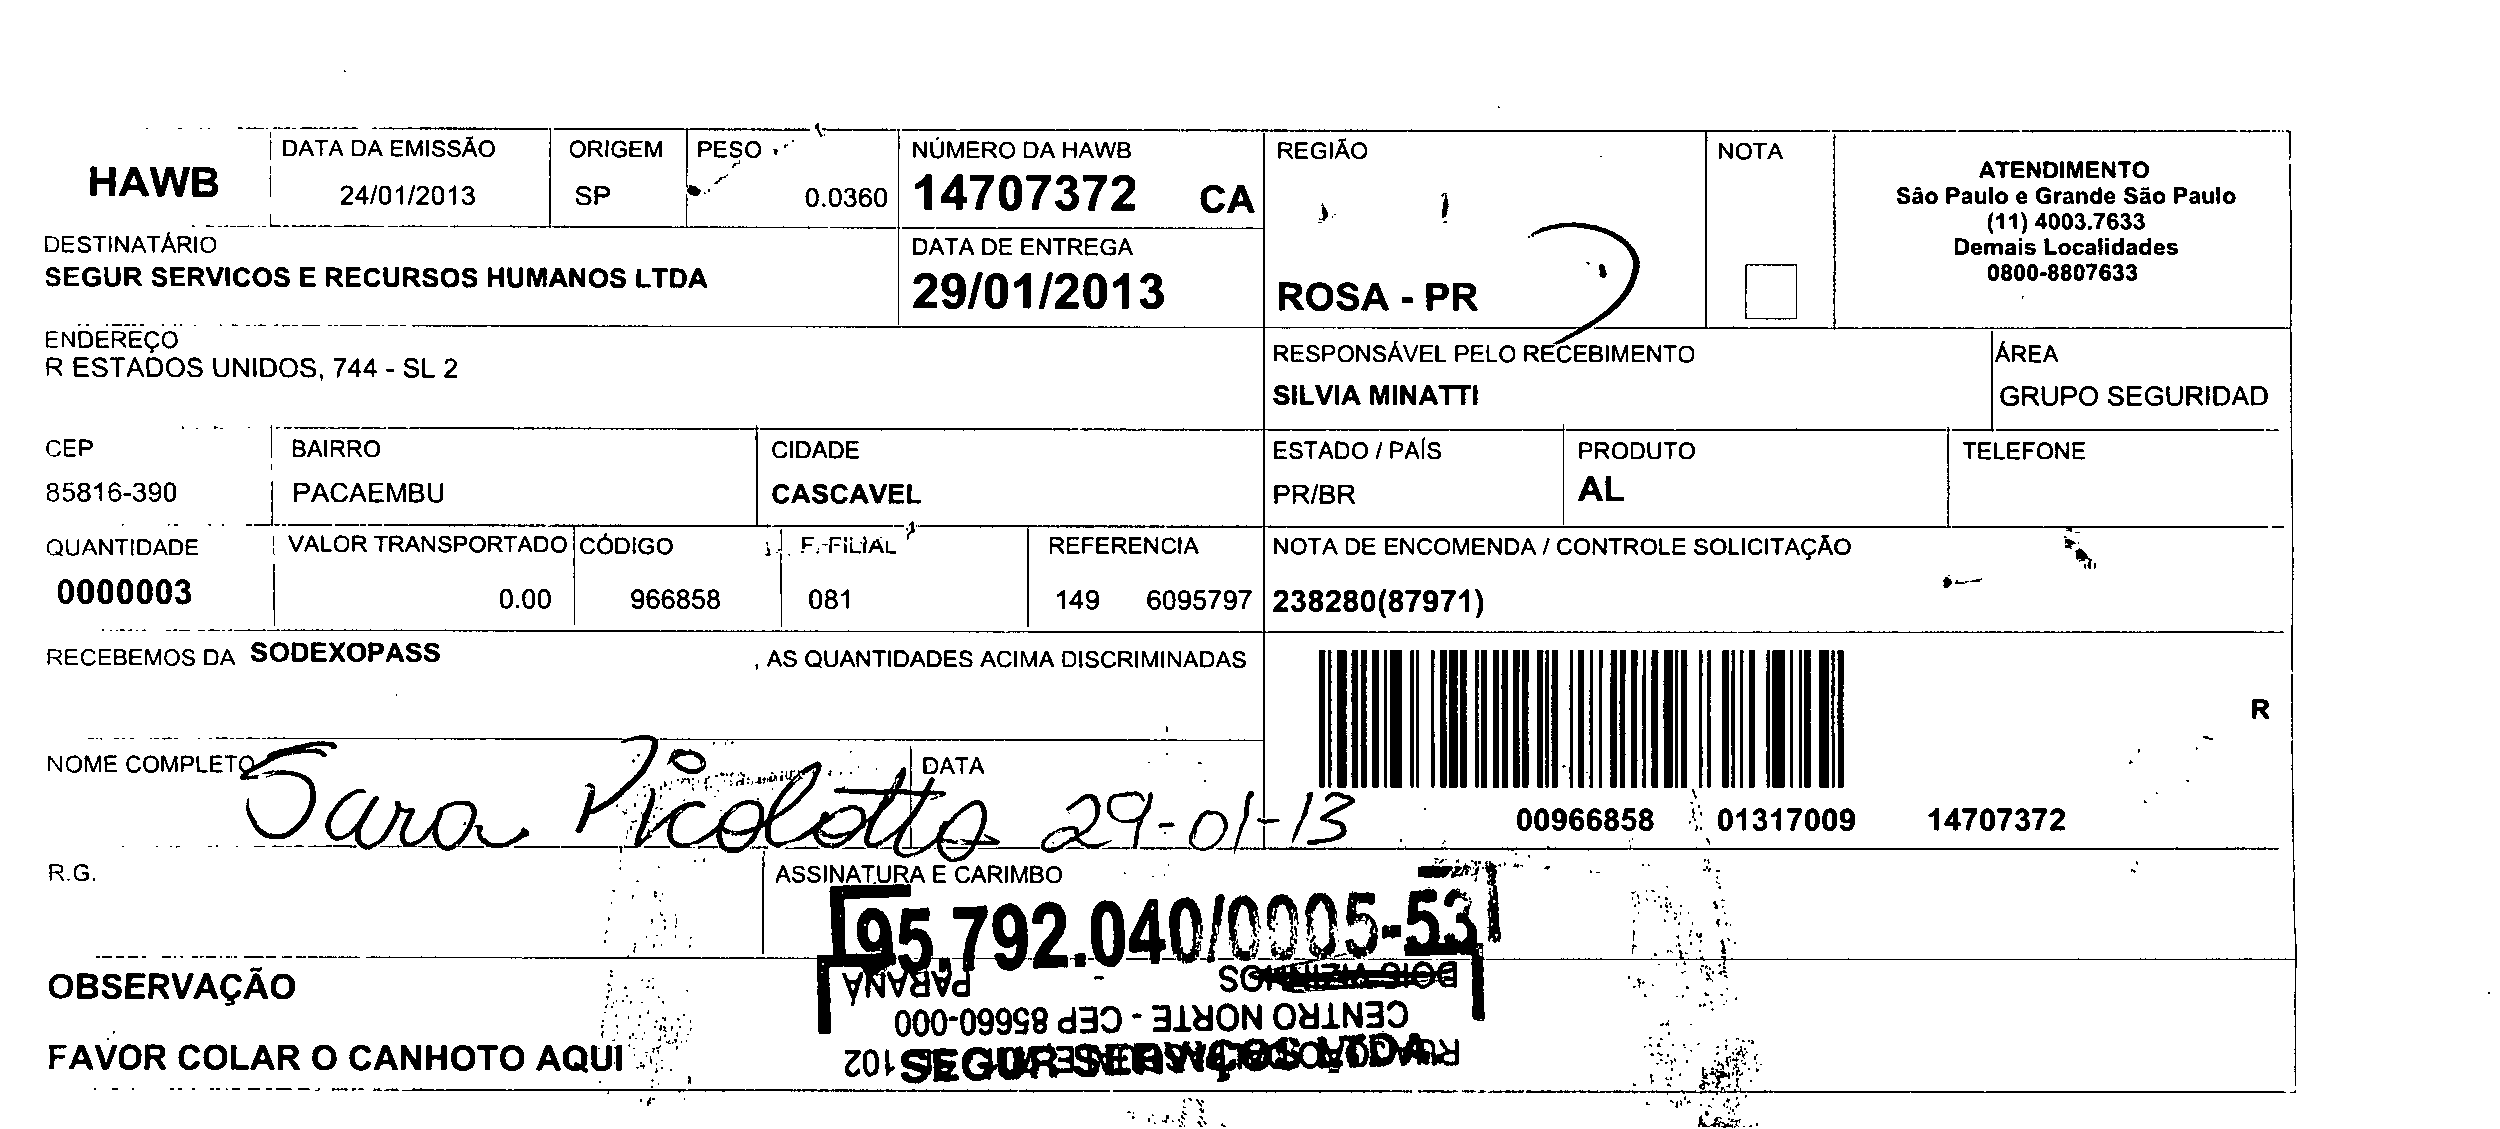 HAWB
DATA DA EMISSÃO
24/01/2013
ORIGEM
SP
PESO
0.0360
NÚMERO DA HAWB
14707372 CA
REGIÃO
ROSA - PR
NOTA
ATENDIMENTO
São Paulo e Grande São Paulo
(11) 4003.7633
Demais Localidades
0800-8807633
DESTINATÁRIO
SEGUR SERVICOS E RECURSOS HUMANOS LTDA
DATA DE ENTREGA
29/01/2013
ENDEREÇO
R ESTADOS UNIDOS, 744 - SL 2
RESPONSÁVEL PELO RECEBIMENTO
SILVIA MINATTI
ÁREA
GRUPO SEGURIDAD
CEP
85816-390
BAIRRO
PACAEMBU
CIDADE
CASCAVEL
ESTADO / PAÍS
PR/BR
PRODUTO
AL
TELEFONE
QUANTIDADE
0000003
VALOR TRANSPORTADO
0.00
CÓDIGO
966858
F.-FILIAL
081
REFERENCIA
149 6095797
NOTA DE ENCOMENDA / CONTROLE SOLICITAÇÃO
238280(87971)
RECEBEMOS DA SODEXOPASS , AS QUANTIDADES ACIMA DISCRIMINADAS
R
NOME COMPLETO
Sara Picolotto
DATA
29-01-13
00966858 01317009 14707372
R.G.
ASSINATURA E CARIMBO
95.792.040/0005-53
OBSERVAÇÃO
FAVOR COLAR O CANHOTO AQUI
SEGUR SERVIÇOS LTDA
102
CENTRO NORTE - CEP 85660-000
DOIS VIZINHOS PARANÁ